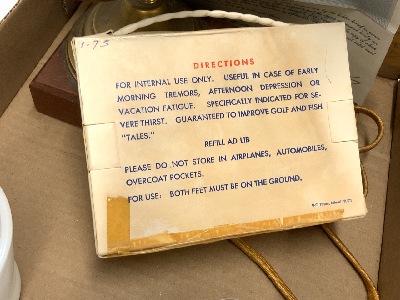 1-75
DIRECTIONS
FOR INTERNAL USE ONLY. USEFUL IN CASE OF EARLY
MORNING TREMORS, AFTERNOON DEPRESSION OR
VACATION FATIGUE. SPECIFICALLY INDICATED FOR SE-
VERE THIRST. GUARANTEED TO IMPROVE GOLF AND FISH
"TALES."
REFILL AD LIB
PLEASE DO NOT STORE IN AIRPLANES, AUTOMOBILES,
OVERCOAT POCKETS.
FOR USE: BOTH FEET MUST BE ON THE GROUND.